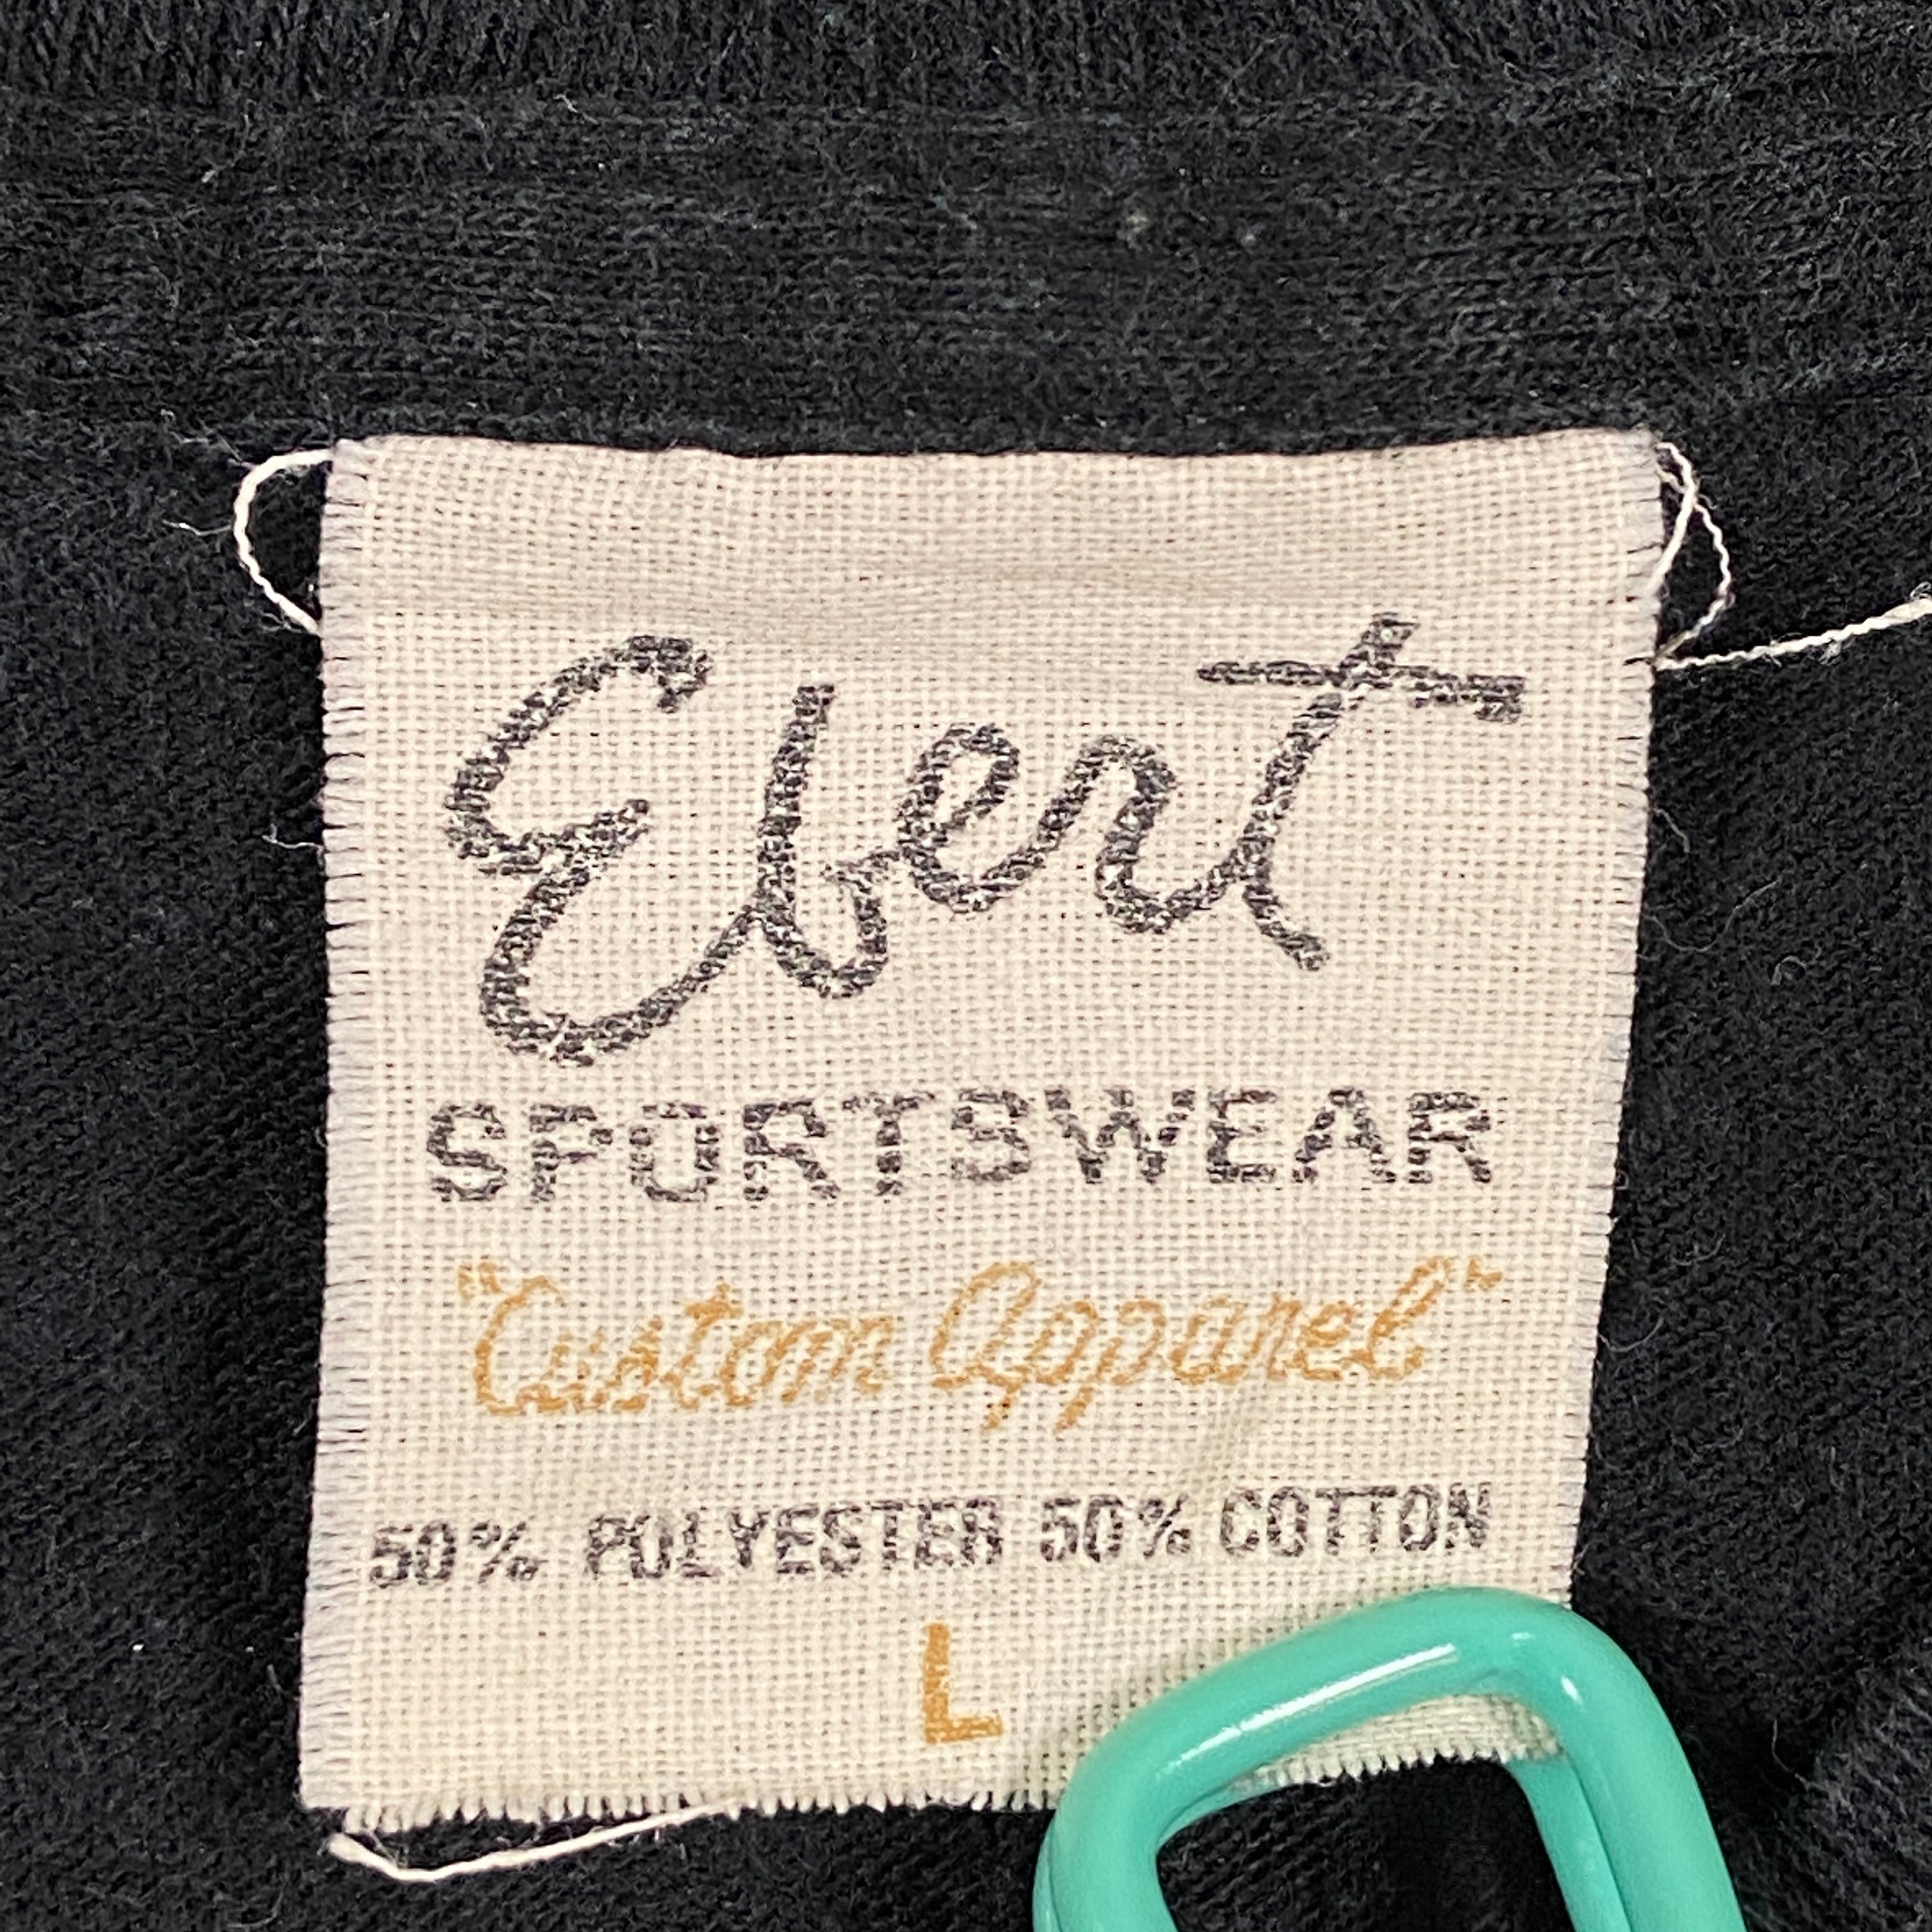 Ebert
SPORTSWEAR
"Custom Apparel"
50% POLYESTER 50% COTTON
L